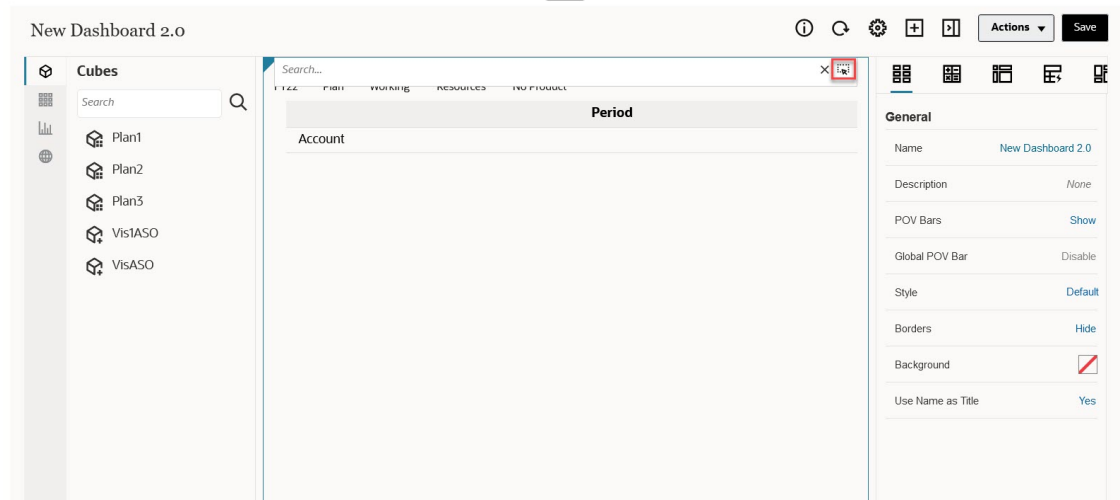 New Dashboard 2.0
Actions
Save
Cubes
Search
Plan1
Plan2
Plan3
Vis1ASO
VisASO
Search...
FY22 Plan Working Resources No Product
Period
Account
General
Name New Dashboard 2.0
Description None
POV Bars Show
Global POV Bar Disable
Style Default
Borders Hide
Background
Use Name as Title Yes